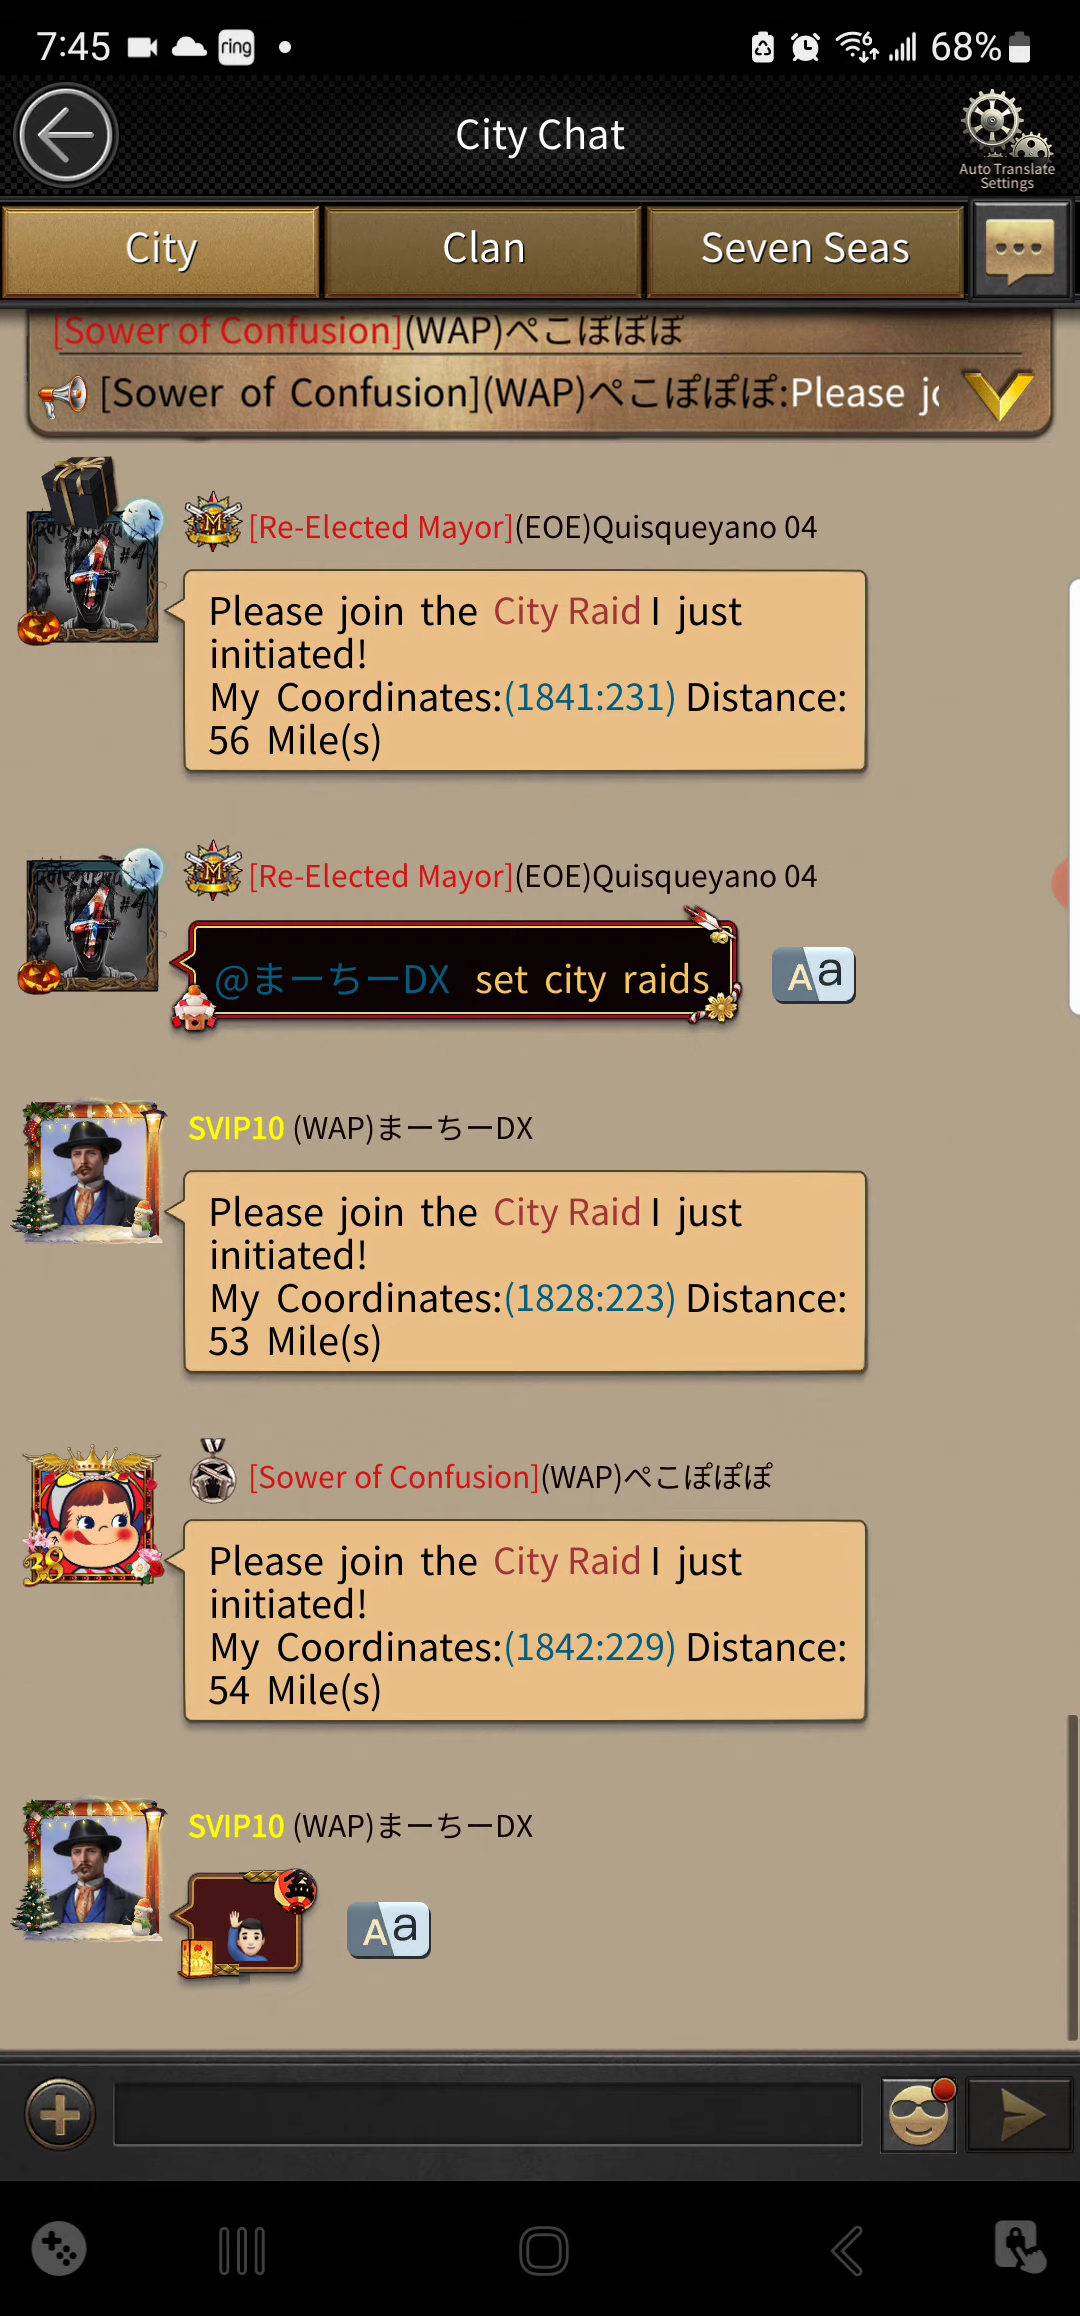 7:45 ring 68%
City Chat
Auto Translate
Settings
City Clan Seven Seas
[Sower of Confusion](WAP)ぺこぽぽぽ
[Sower of Confusion](WAP)ぺこぽぽぽ:Please jo
[Re-Elected Mayor](EOE)Quisqueyano 04
Please join the City Raid I just
initiated!
My Coordinates:(1841:231) Distance:
56 Mile(s)
[Re-Elected Mayor](EOE)Quisqueyano 04
@まーちーDX set city raids
Aa
SVIP10 (WAP)まーちーDX
Please join the City Raid I just
initiated!
My Coordinates:(1828:223) Distance:
53 Mile(s)
[Sower of Confusion](WAP)ぺこぽぽぽ
38
Please join the City Raid I just
initiated!
My Coordinates:(1842:229) Distance:
54 Mile(s)
SVIP10 (WAP)まーちーDX
Aa